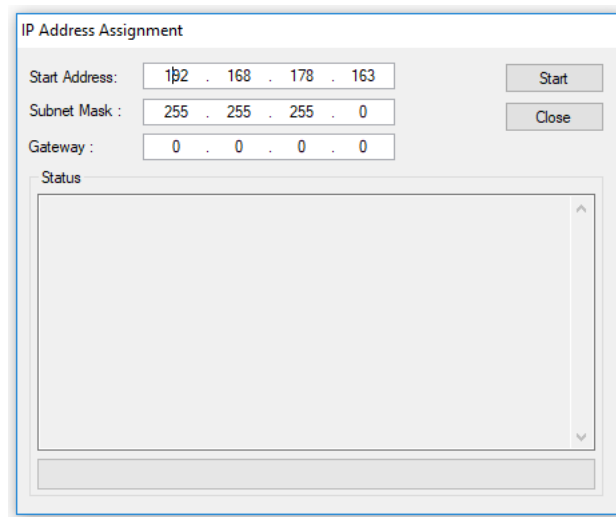 IP Address Assignment
Start Address: 192 . 168 . 178 . 163 Start
Subnet Mask : 255 . 255 . 255 . 0 Close
Gateway : 0 . 0 . 0 . 0
Status